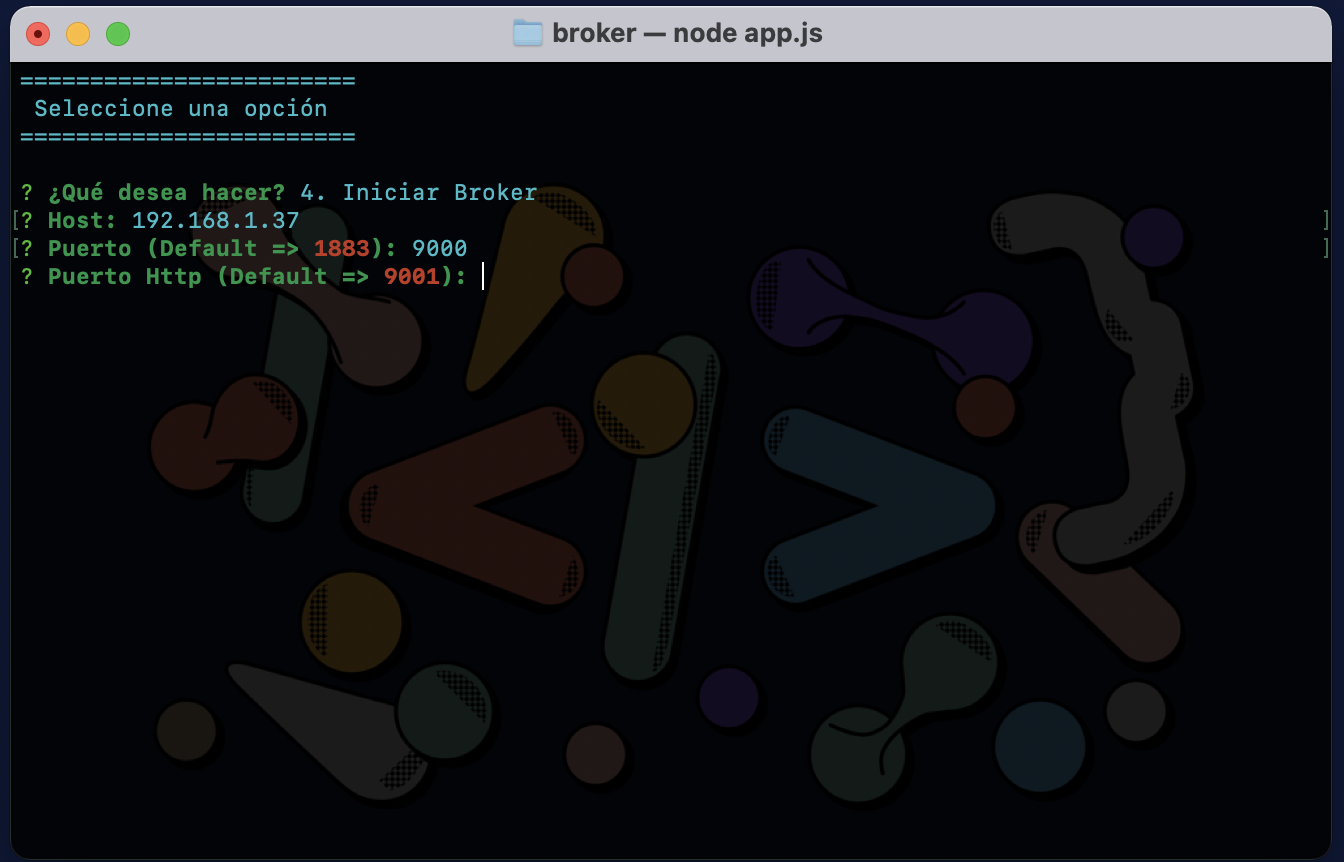 broker — node app.js
========================
Seleccione una opción
========================
? ¿Qué desea hacer? 4. Iniciar Broker
[? Host: 192.168.1.37 ]
[? Puerto (Default => 1883): 9000 ]
? Puerto Http (Default => 9001):